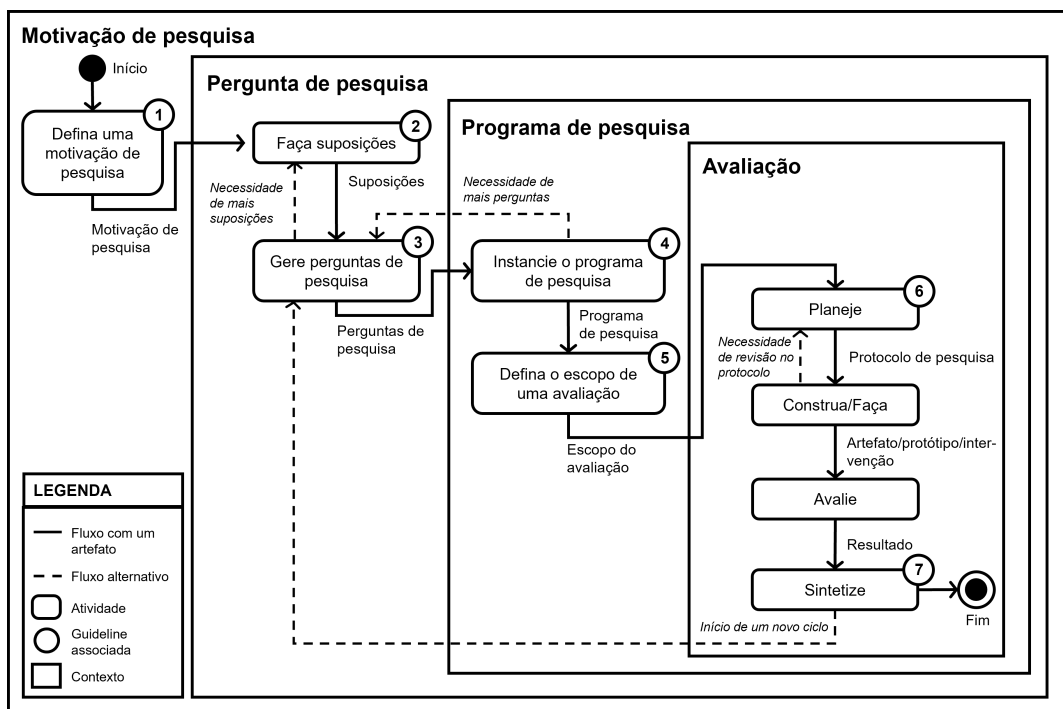 Motivação de pesquisa
Início
1
Defina uma
motivação de
pesquisa
Motivação de
pesquisa
Pergunta de pesquisa
2
Faça suposições
Suposições
Necessidade
de mais
suposições
3
Gere perguntas de
pesquisa
Perguntas de
pesquisa
Programa de pesquisa
Necessidade de
mais perguntas
4
Instancie o programa
de pesquisa
Programa
de pesquisa
5
Defina o escopo de
uma avaliação
Escopo do
avaliação
Avaliação
6
Planeje
Necessidade
de revisão no
protocolo
Protocolo de pesquisa
Construa/Faça
Artefato/protótipo/inter-
venção
Avalie
Resultado
7
Sintetize
Fim
Início de um novo ciclo
LEGENDA
Fluxo com um
artefato
Fluxo alternativo
Atividade
Guideline
associada
Contexto